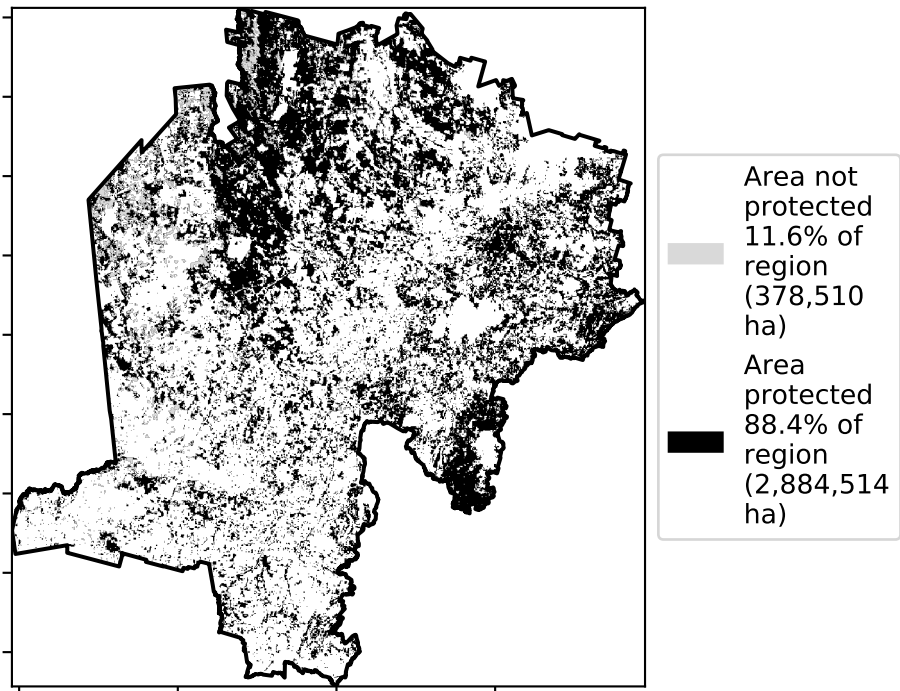 Area not
protected
11.6% of
region
(378,510
ha)
Area
protected
88.4% of
region
(2,884,514
ha)